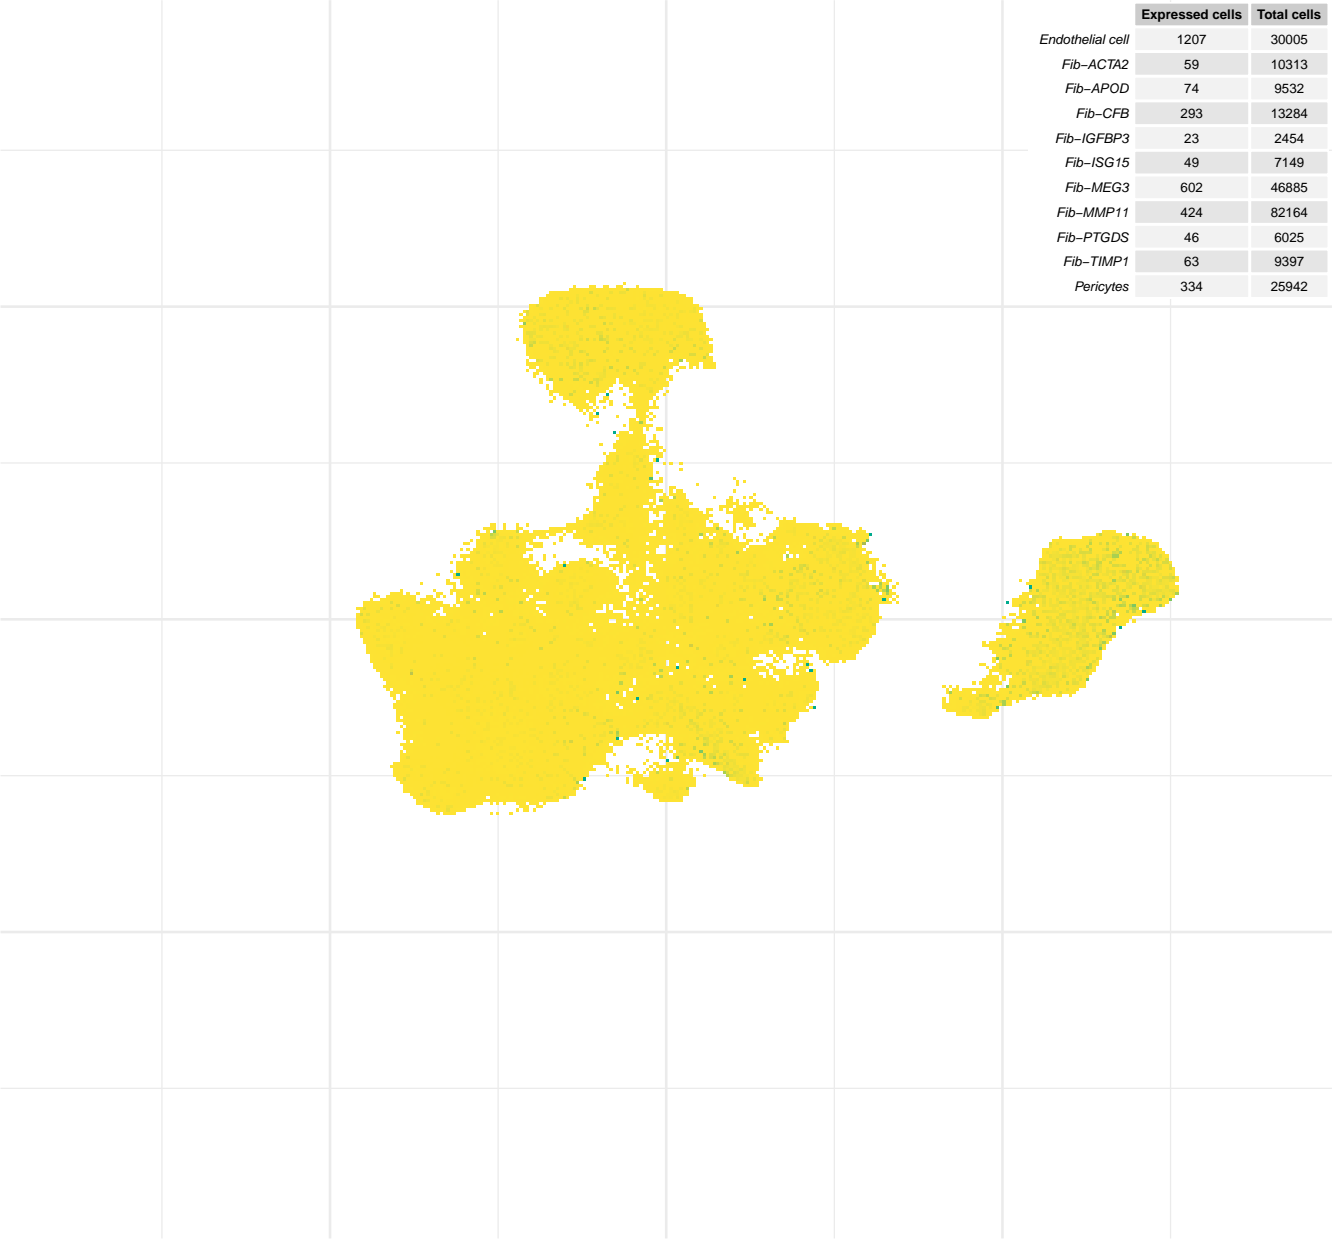 Expressed cells Total cells
Endothelial cell 1207 30005
Fib−ACTA2 59 10313
Fib−APOD 74 9532
Fib−CFB 293 13284
Fib−IGFBP3 23 2454
Fib−ISG15 49 7149
Fib−MEG3 602 46885
Fib−MMP11 424 82164
Fib−PTGDS 46 6025
Fib−TIMP1 63 9397
Pericytes 334 25942